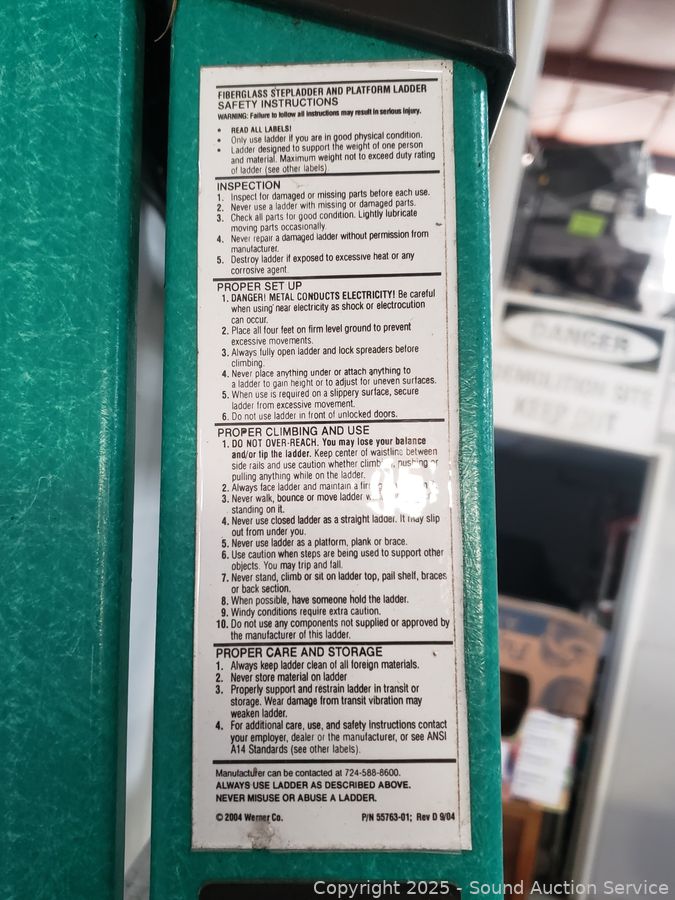 FIBERGLASS STEPLADDER AND PLATFORM LADDER
SAFETY INSTRUCTIONS
WARNING: Failure to follow all instructions may result in serious injury.
• READ ALL LABELS!
• Only use ladder if you are in good physical condition.
• Ladder designed to support the weight of one person
and material. Maximum weight not to exceed duty rating
of ladder (see other labels).
INSPECTION
1. Inspect for damaged or missing parts before each use.
2. Never use a ladder with missing or damaged parts.
3. Check all parts for good condition. Lightly lubricate
moving parts occasionally.
4. Never repair a damaged ladder without permission from
manufacturer.
5. Destroy ladder if exposed to excessive heat or any
corrosive agent.
PROPER SET UP
1. DANGER! METAL CONDUCTS ELECTRICITY! Be careful
when using near electricity as shock or electrocution
can occur.
2. Place all four feet on firm level ground to prevent
excessive movements.
3. Always fully open ladder and lock spreaders before
climbing.
4. Never place anything under or attach anything to
a ladder to gain height or to adjust for uneven surfaces.
5. When use is required on a slippery surface, secure
ladder from excessive movement.
6. Do not use ladder in front of unlocked doors.
PROPER CLIMBING AND USE
1. DO NOT OVER-REACH. You may lose your balance
and/or tip the ladder. Keep center of waistline between
side rails and use caution whether pushing or
pulling anything while on the ladder.
2. Always face ladder and maintain a
3. Never walk, bounce or move ladder
standing on it.
4. Never use closed ladder as a straight ladder. It may slip
out from under you.
5. Never use ladder as a platform, plank or brace.
6. Use caution when steps are being used to support other
objects. You may trip and fall.
7. Never stand, climb or sit on ladder top, pail shelf, braces
or back section.
8. When possible, have someone hold the ladder.
9. Windy conditions require extra caution.
10. Do not use any components not supplied or approved by
the manufacturer of this ladder.
PROPER CARE AND STORAGE
1. Always keep ladder clean of all foreign materials.
2. Never store material on ladder
3. Properly support and restrain ladder in transit or
storage. Wear damage from transit vibration may
weaken ladder.
4. For additional care, use, and safety instructions contact
your employer, dealer or the manufacturer, or see ANSI
A14 Standards (see other labels).
Manufacturer can be contacted at 724-588-8600.
ALWAYS USE LADDER AS DESCRIBED ABOVE.
NEVER MISUSE OR ABUSE A LADDER.
© 2004 Werner Co. P/N 55763-01; Rev D 9/04
DANGER
DEMOLITION SITE
KEEP OUT
Copyright 2025 - Sound Auction Service